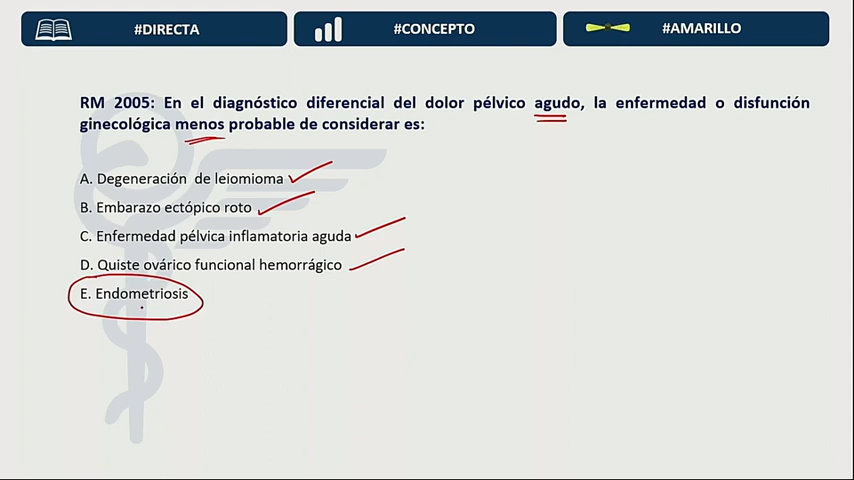 #DIRECTA
#CONCEPTO
#AMARILLO
RM 2005: En el diagnóstico diferencial del dolor pélvico agudo, la enfermedad o disfunción
ginecológica menos probable de considerar es:
A. Degeneración de leiomioma
B. Embarazo ectópico roto
C. Enfermedad pélvica inflamatoria aguda
D. Quiste ovárico funcional hemorrágico
E. Endometriosis